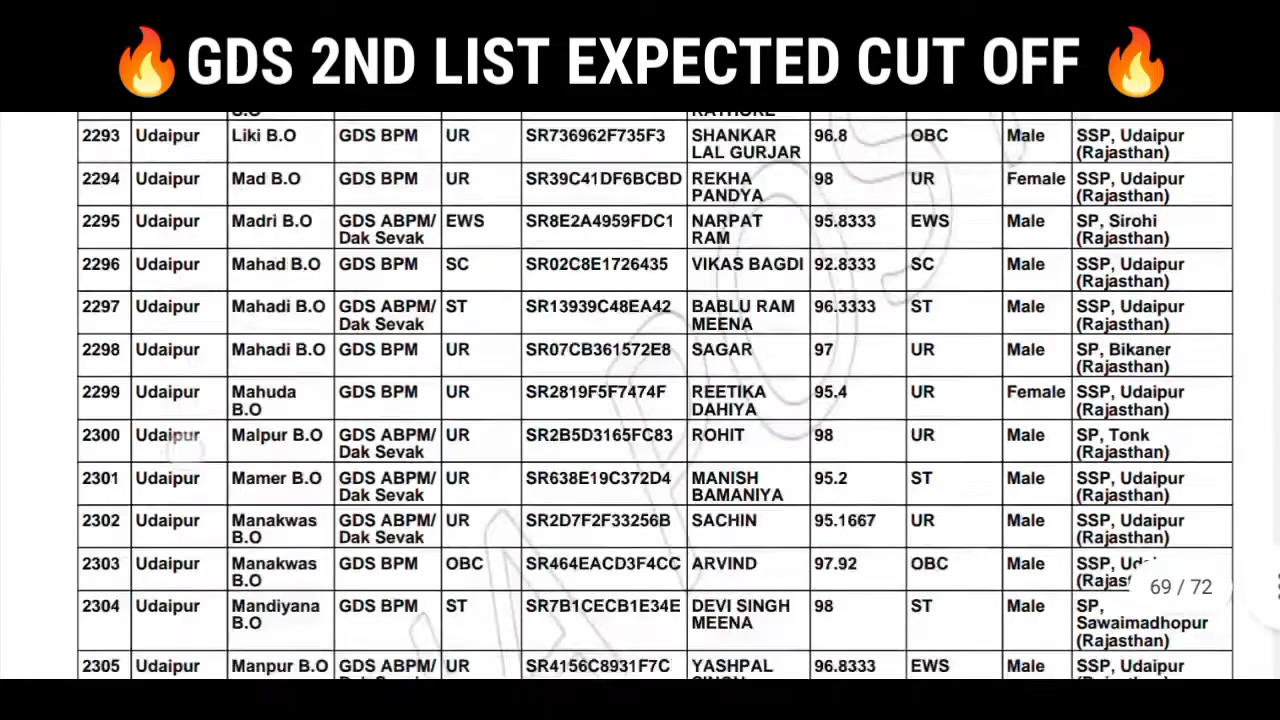 🔥GDS 2ND LIST EXPECTED CUT OFF 🔥
2293 Udaipur Liki B.O GDS BPM UR SR736962F735F3 SHANKAR LAL GURJAR 96.8 OBC Male SSP, Udaipur (Rajasthan)
2294 Udaipur Mad B.O GDS BPM UR SR39C41DF6BCBD REKHA PANDYA 98 UR Female SSP, Udaipur (Rajasthan)
2295 Udaipur Madri B.O GDS ABPM/ Dak Sevak EWS SR8E2A4959FDC1 NARPAT RAM 95.8333 EWS Male SP, Sirohi (Rajasthan)
2296 Udaipur Mahad B.O GDS BPM SC SR02C8E1726435 VIKAS BAGDI 92.8333 SC Male SSP, Udaipur (Rajasthan)
2297 Udaipur Mahadi B.O GDS ABPM/ Dak Sevak ST SR13939C48EA42 BABLU RAM MEENA 96.3333 ST Male SSP, Udaipur (Rajasthan)
2298 Udaipur Mahadi B.O GDS BPM UR SR07CB361572E8 SAGAR 97 UR Male SP, Bikaner (Rajasthan)
2299 Udaipur Mahuda B.O GDS BPM UR SR2819F5F7474F REETIKA DAHIYA 95.4 UR Female SSP, Udaipur (Rajasthan)
2300 Udaipur Malpur B.O GDS ABPM/ Dak Sevak UR SR2B5D3165FC83 ROHIT 98 UR Male SP, Tonk (Rajasthan)
2301 Udaipur Mamer B.O GDS ABPM/ Dak Sevak UR SR638E19C372D4 MANISH BAMANIYA 95.2 ST Male SSP, Udaipur (Rajasthan)
2302 Udaipur Manakwas B.O GDS ABPM/ Dak Sevak UR SR2D7F2F33256B SACHIN 95.1667 UR Male SSP, Udaipur (Rajasthan)
2303 Udaipur Manakwas B.O GDS BPM OBC SR464EACD3F4CC ARVIND 97.92 OBC Male SSP,
69 / 72
2304 Udaipur Mandiyana B.O GDS BPM ST SR7B1CECB1E34E DEVI SINGH MEENA 98 ST Male SP, Sawaimadhopur (Rajasthan)
2305 Udaipur Manpur B.O GDS ABPM/ UR SR4156C8931F7C YASHPAL 96.8333 EWS Male SSP, Udaipur